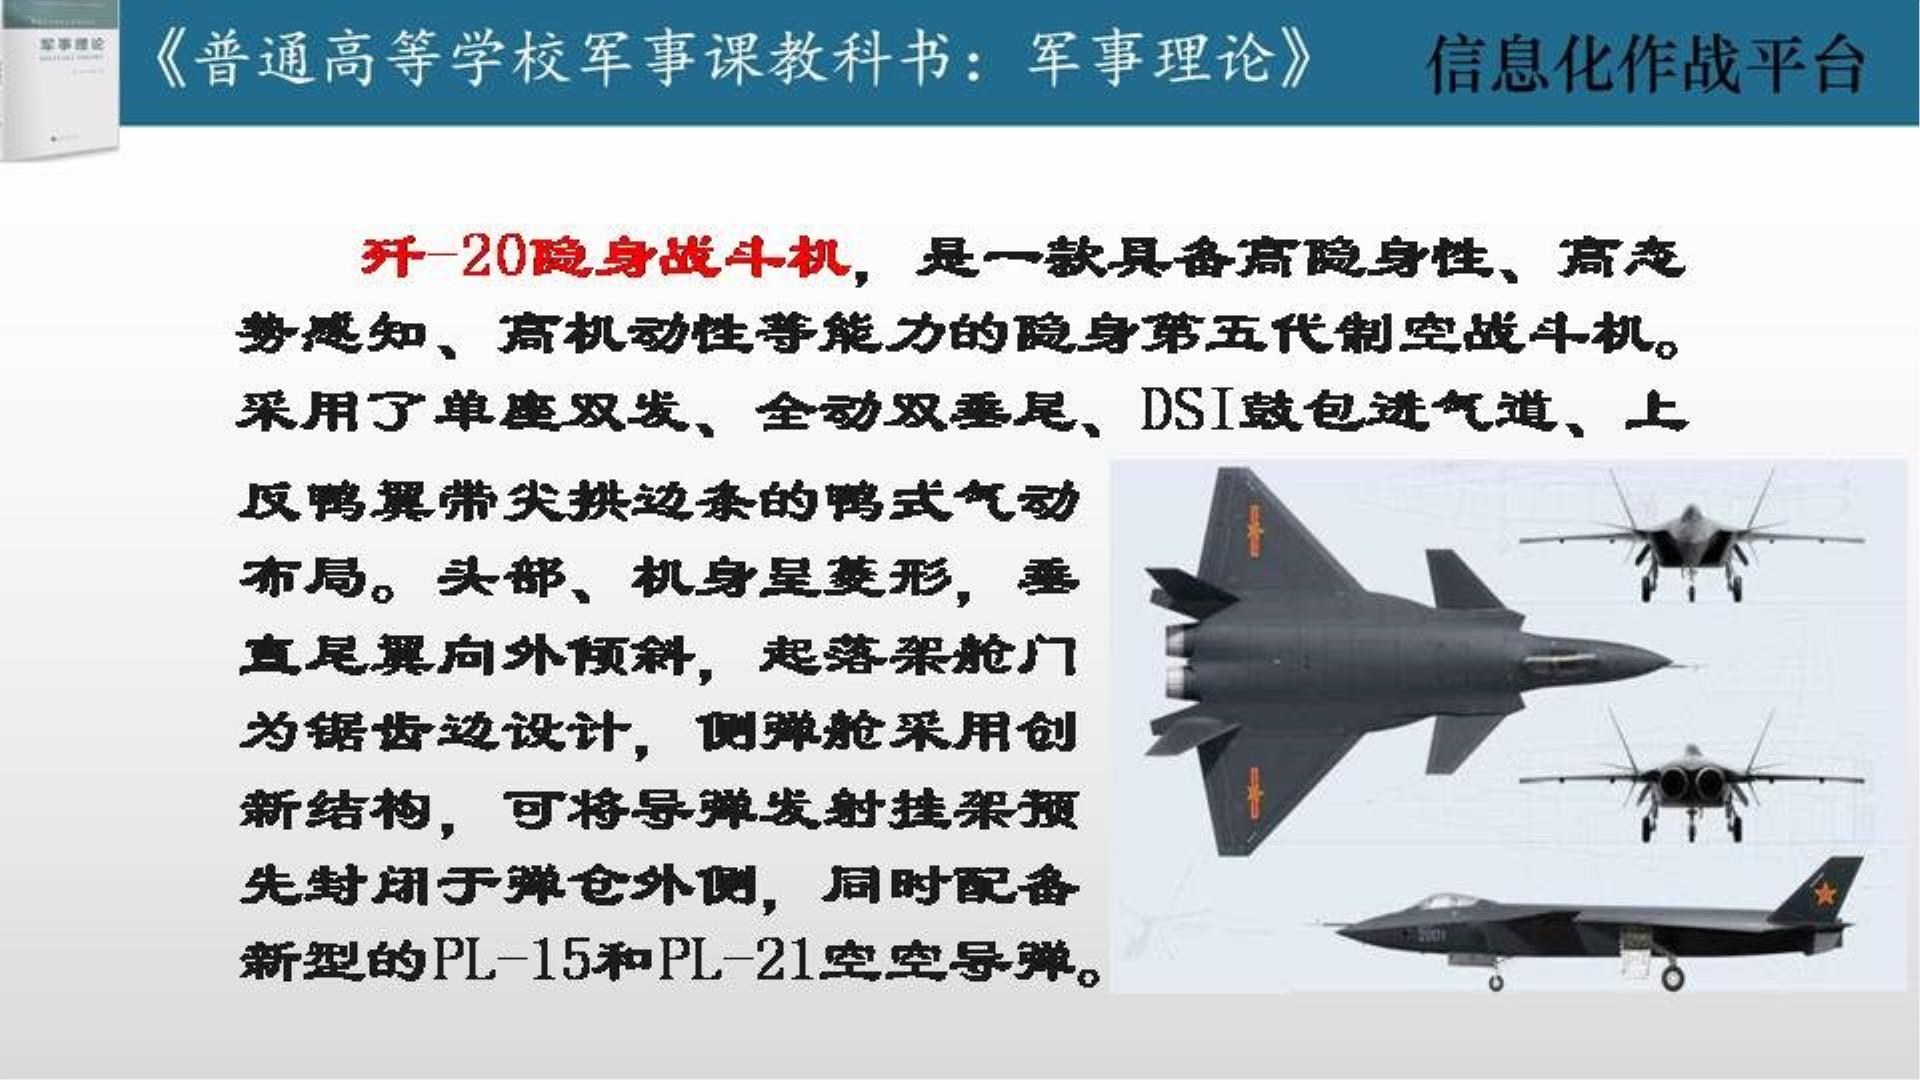 军事理论
《普通高等学校军事课教科书：军事理论》
信息化作战平台
歼-20隐身战斗机，是一款具备高隐身性、高态
势感知、高机动性等能力的隐身第五代制空战斗机。
采用了单座双发、全动双垂尾、DSI鼓包进气道、上
反鸭翼带尖拱边条的鸭式气动
布局。头部、机身呈菱形，垂
直尾翼向外倾斜，起落架舱门
为锯齿边设计，侧弹舱采用创
新结构，可将导弹发射挂架预
先封闭于弹仓外侧，同时配备
新型的PL-15和PL-21空空导弹。
2001